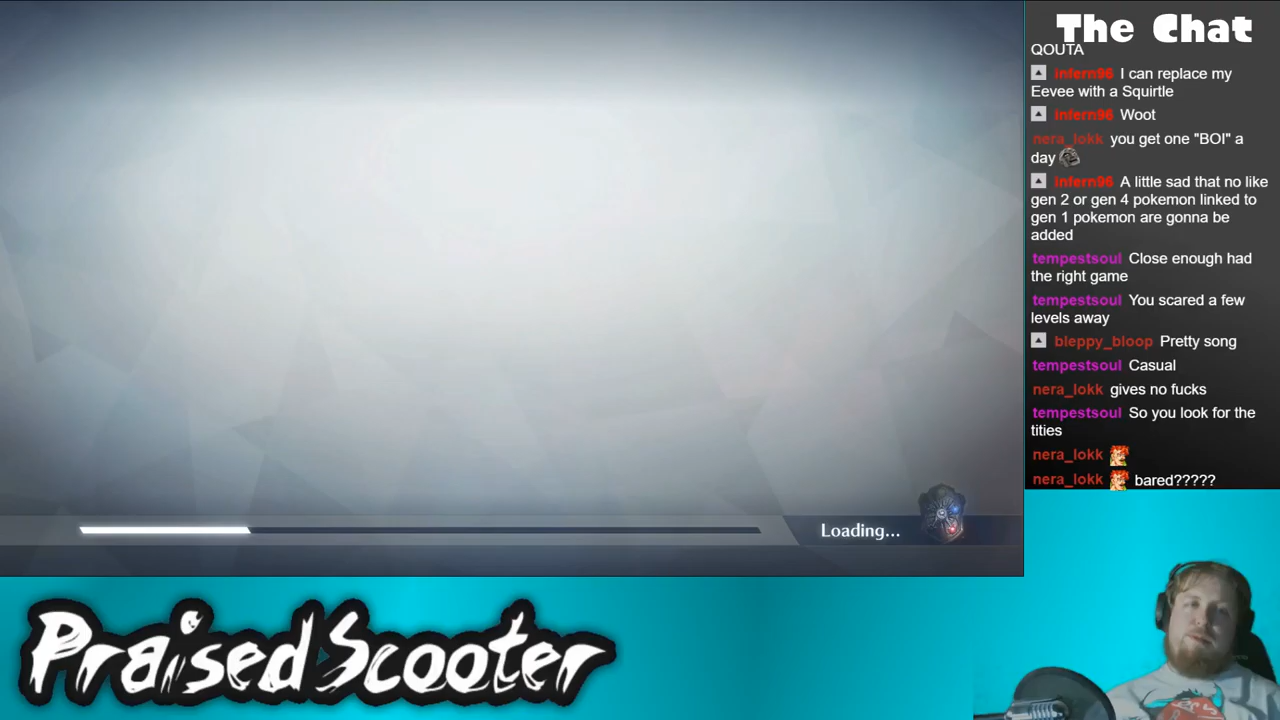 The Chat
QOUTA
infern96 I can replace my
Eevee with a Squirtle
infern96 Woot
nera_lokk you get one "BOI" a
day
infern96 A little sad that no like
gen 2 or gen 4 pokemon linked to
gen 1 pokemon are gonna be
added
tempestsoul Close enough had
the right game
tempestsoul You scared a few
levels away
bleppy_bloop Pretty song
tempestsoul Casual
nera_lokk gives no fucks
tempestsoul So you look for the
tities
nera_lokk
nera_lokk bared?????
Loading...
PraisedScooter